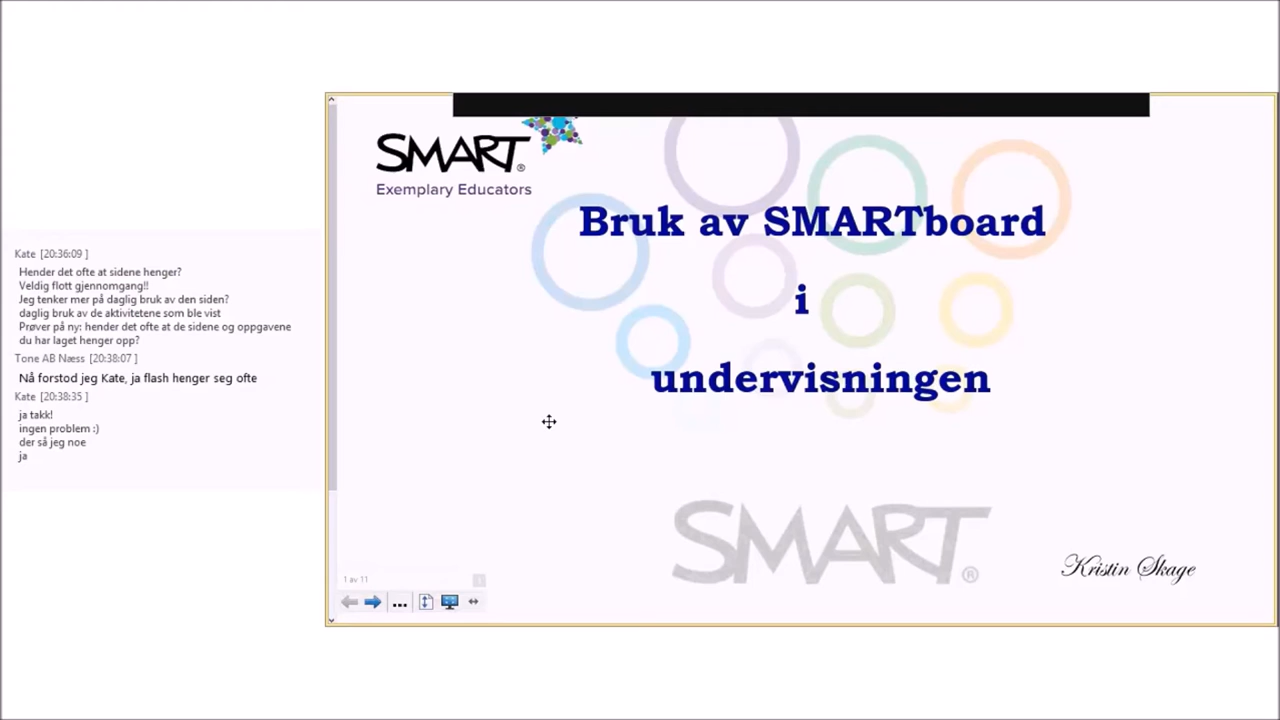 Kate [20:36:09 ]
Hender det ofte at sidene henger?
Veldig flott gjennomgang!!
Jeg tenker mer på daglig bruk av den siden?
daglig bruk av de aktivitetene som ble vist
Prøver på ny: hender det ofte at de sidene og oppgavene
du har laget henger opp?
Tone AB Næss [20:38:07 ]
Nå forstod jeg Kate, ja flash henger seg ofte
Kate [20:38:35 ]
ja takk!
ingen problem :)
der så jeg noe
ja
SMART®
Exemplary Educators
Bruk av SMARTboard
i
undervisningen
SMART®
Kristin Skage
1 av 11